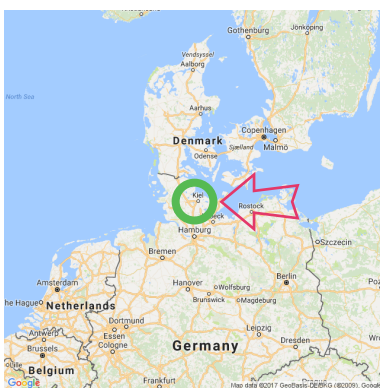 Gothenburg
Jönköping
Vendsyssel
Aalborg
North Sea
Aarhus
Denmark
Copenhagen
Sjælland
Malmö
Odense
Kiel
Rostock
Hamburg
Szczecin
Bremen
Amsterdam
Hanover
Wolfsburg
Berlin
The Hague
Netherlands
Brunswick
Magdeburg
Dortmund
Antwerp
Essen
Leipzig
Cologne
Dresden
Brussels
Germany
Belgium
Frankfurt
Google
Map data ©2017 GeoBasis-DE/BKG (©2009), Google